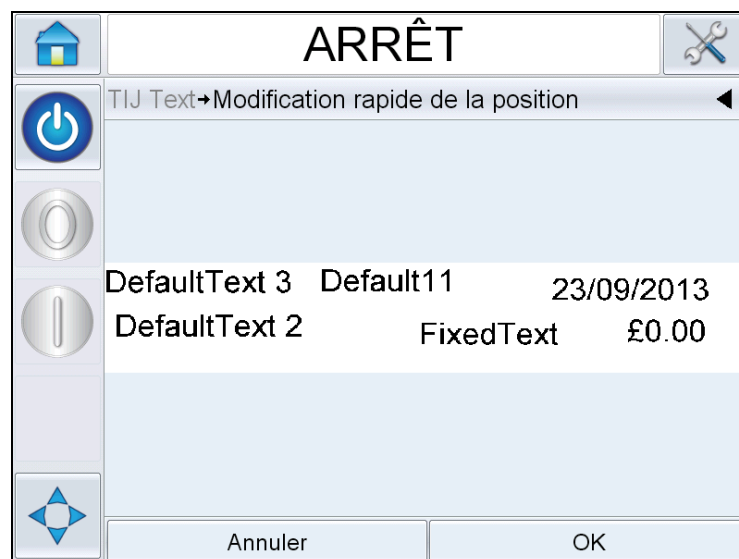 ARRÊT
TIJ Text→Modification rapide de la position
DefaultText 3 Default11 23/09/2013
DefaultText 2 FixedText £0.00
Annuler OK